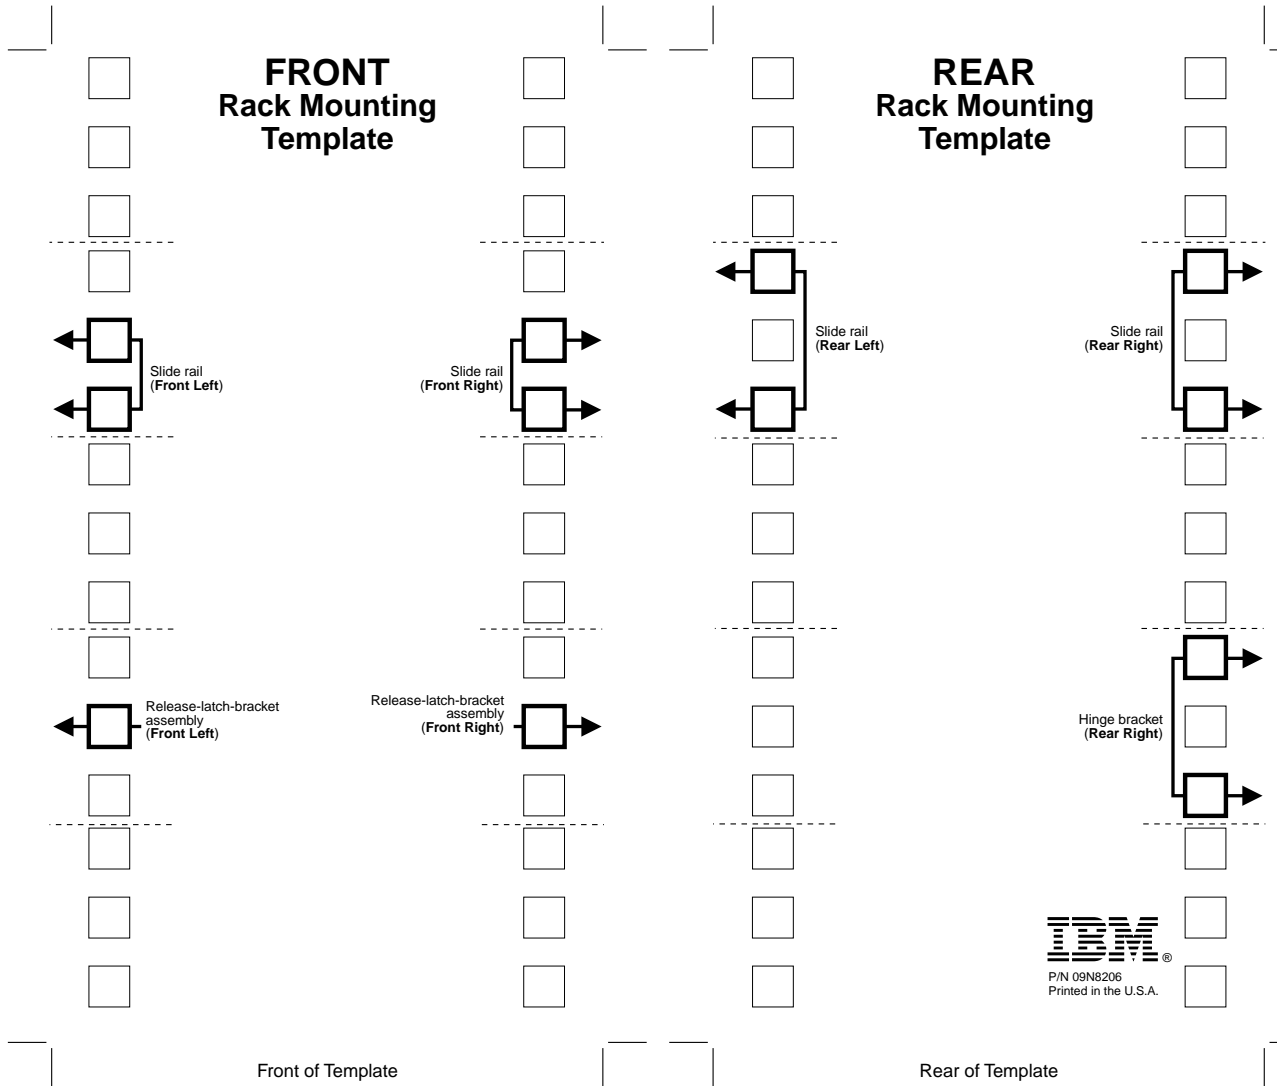 FRONT
Rack Mounting
Template
Slide rail
(Front Left)
Slide rail
(Front Right)
Release-latch-bracket
assembly
(Front Left)
Release-latch-bracket
assembly
(Front Right)
Front of Template
REAR
Rack Mounting
Template
Slide rail
(Rear Left)
Slide rail
(Rear Right)
Hinge bracket
(Rear Right)
IBM®
P/N 09N8206
Printed in the U.S.A.
Rear of Template